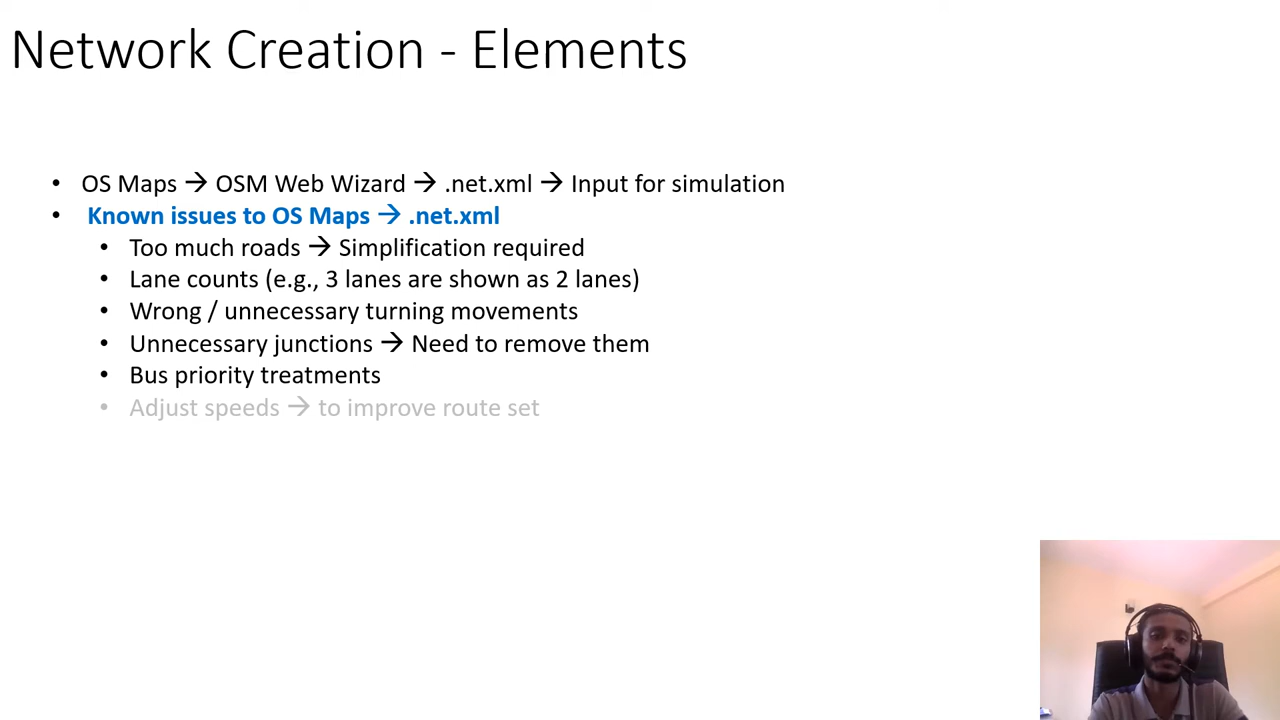 Network Creation - Elements
• OS Maps → OSM Web Wizard → .net.xml → Input for simulation
• Known issues to OS Maps → .net.xml
• Too much roads → Simplification required
• Lane counts (e.g., 3 lanes are shown as 2 lanes)
• Wrong / unnecessary turning movements
• Unnecessary junctions → Need to remove them
• Bus priority treatments
• Adjust speeds → to improve route set